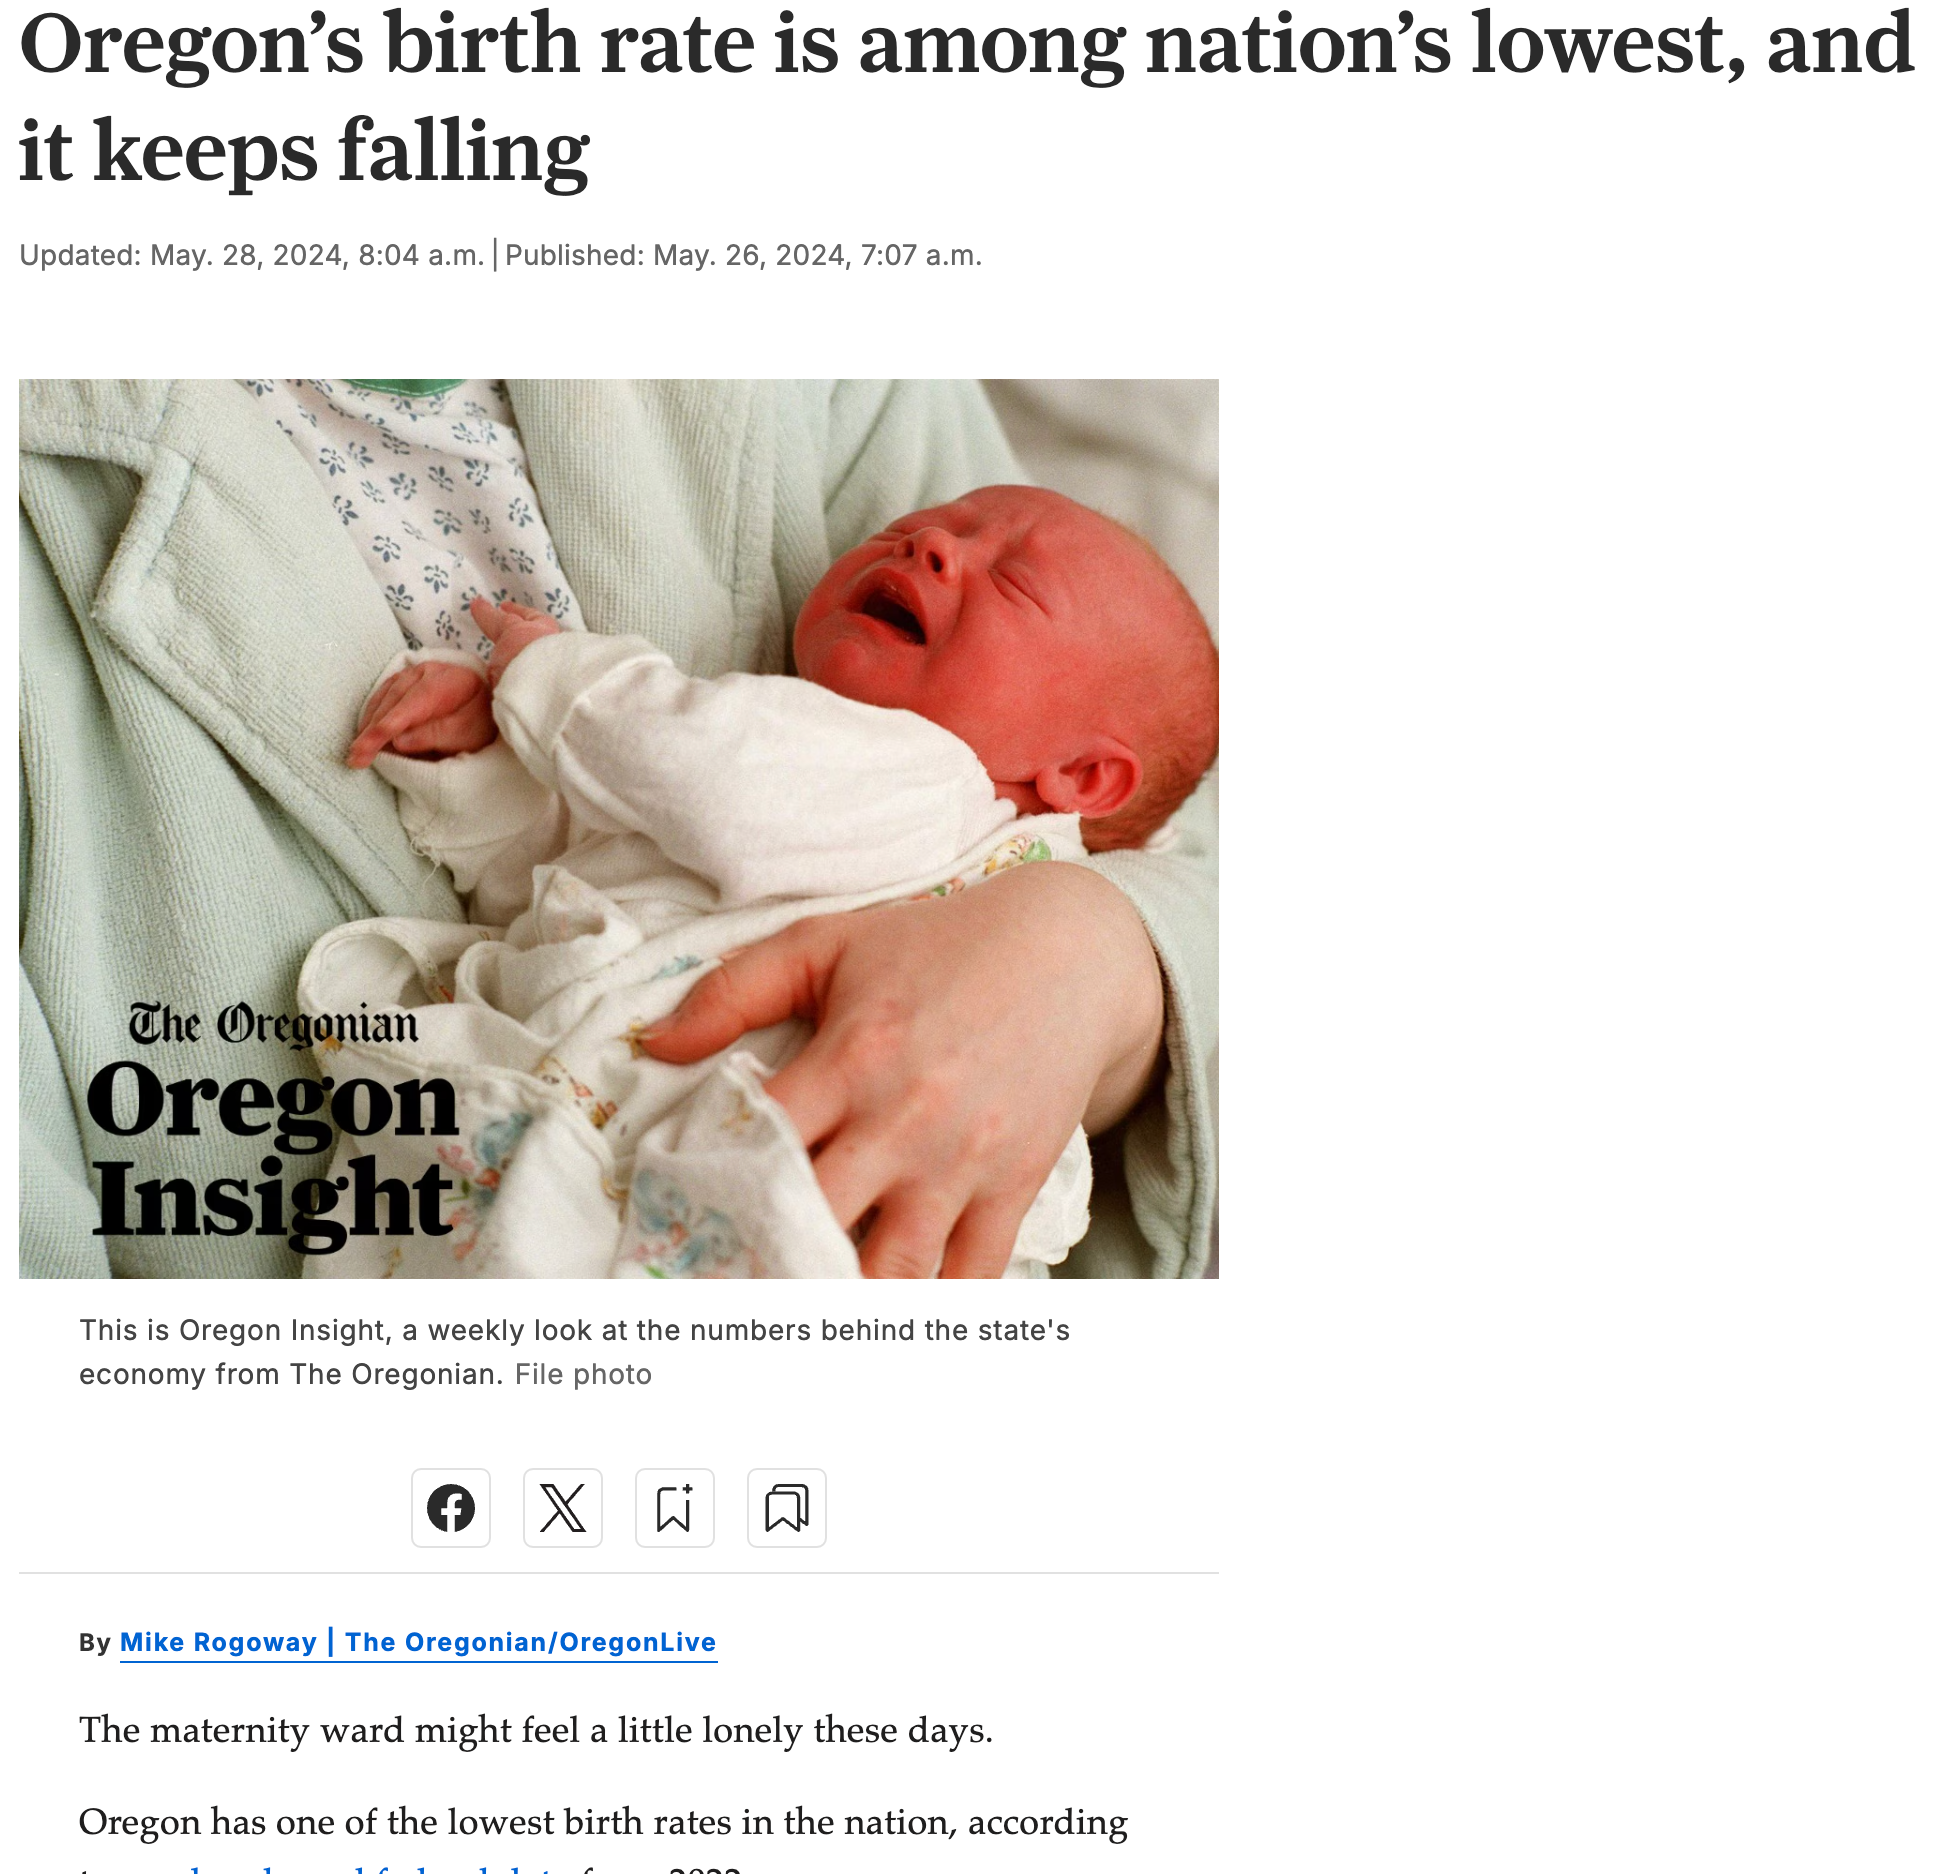 Oregon’s birth rate is among nation’s lowest, and
it keeps falling
Updated: May. 28, 2024, 8:04 a.m. | Published: May. 26, 2024, 7:07 a.m.
The Oregonian
Oregon
Insight
This is Oregon Insight, a weekly look at the numbers behind the state's
economy from The Oregonian. File photo
By Mike Rogoway | The Oregonian/OregonLive
The maternity ward might feel a little lonely these days.
Oregon has one of the lowest birth rates in the nation, according